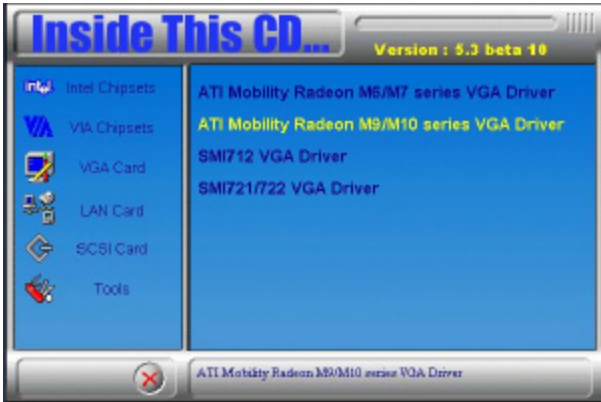 Inside This CD...
Version : 5.3 beta 10
intel Intel Chipsets
VIA VIA Chipsets
VGA Card
LAN Card
SCSI Card
Tools
ATI Mobility Radeon M6/M7 series VGA Driver
ATI Mobility Radeon M9/M10 series VGA Driver
SMI712 VGA Driver
SMI721/722 VGA Driver
ATI Mobility Radeon M9/M10 series VGA Driver